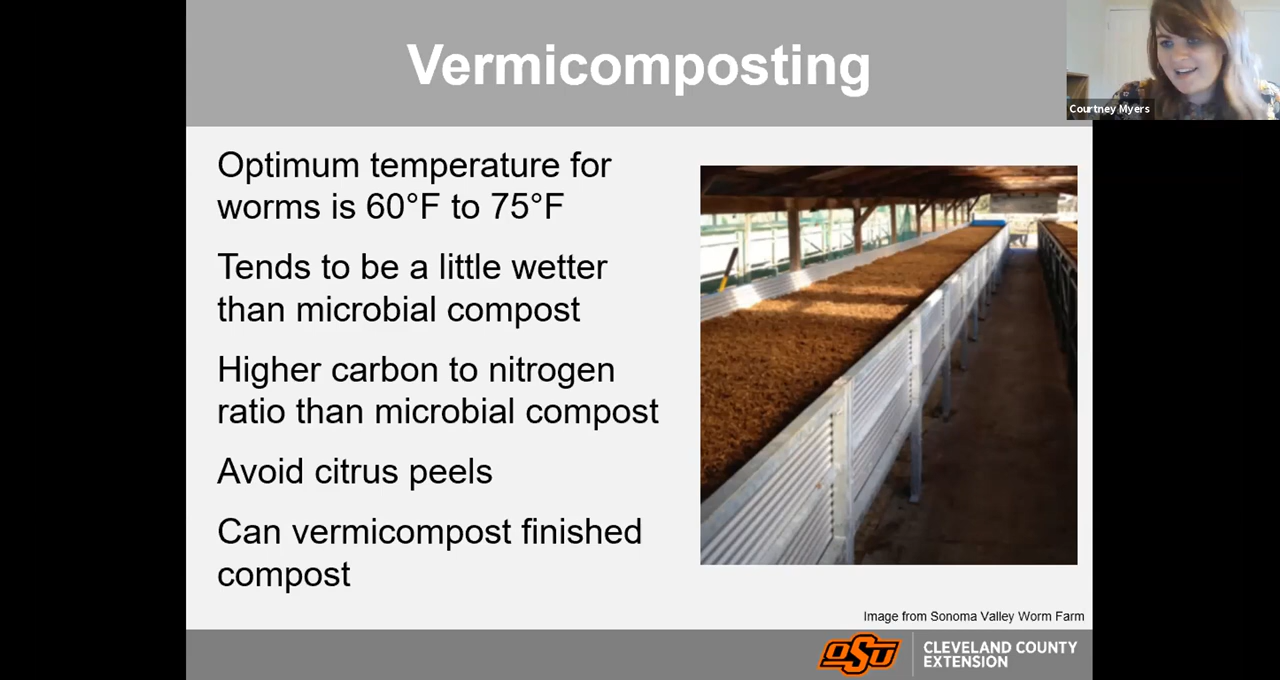 Vermicomposting
Courtney Myers
Optimum temperature for
worms is 60°F to 75°F
Tends to be a little wetter
than microbial compost
Higher carbon to nitrogen
ratio than microbial compost
Avoid citrus peels
Can vermicompost finished
compost
Image from Sonoma Valley Worm Farm
OSU
CLEVELAND COUNTY
EXTENSION